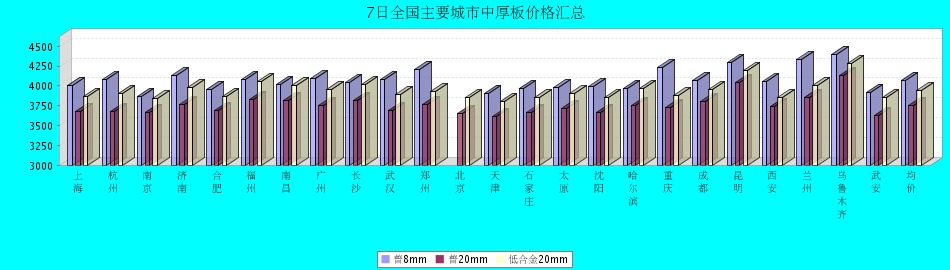 7日全国主要城市中厚板价格汇总
4500
4250
4000
3750
3500
3250
3000
上海 杭州 南京 济南 合肥 福州 南昌 广州 长沙 武汉 郑州 北京 天津 石家庄 太原 沈阳 哈尔滨 重庆 成都 昆明 西安 兰州 乌鲁木齐 武安 均价
普8mm 普20mm 低合金20mm